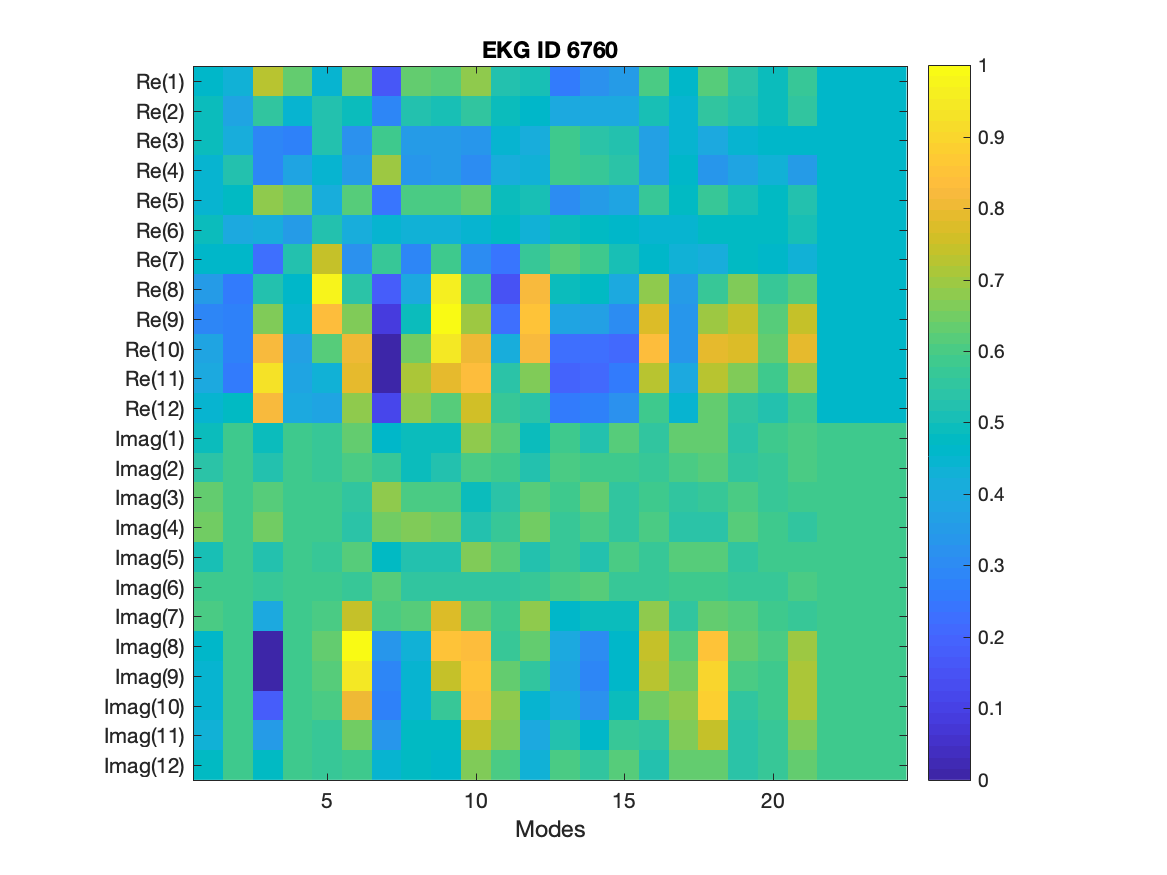 EKG ID 6760
Re(1)
Re(2)
Re(3)
Re(4)
Re(5)
Re(6)
Re(7)
Re(8)
Re(9)
Re(10)
Re(11)
Re(12)
Imag(1)
Imag(2)
Imag(3)
Imag(4)
Imag(5)
Imag(6)
Imag(7)
Imag(8)
Imag(9)
Imag(10)
Imag(11)
Imag(12)
5 10 15 20
Modes
1
0.9
0.8
0.7
0.6
0.5
0.4
0.3
0.2
0.1
0